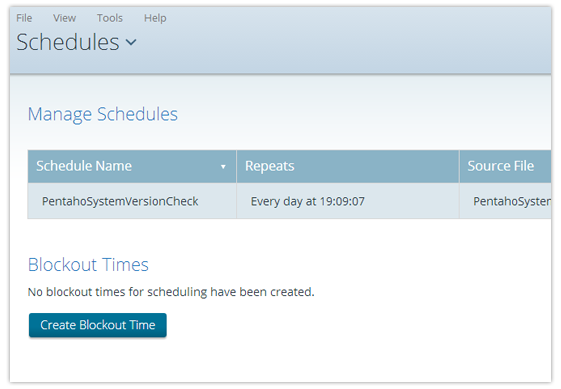 File View Tools Help
Schedules
Manage Schedules
Schedule Name Repeats Source File
PentahoSystemVersionCheck Every day at 19:09:07 PentahoSystem
Blockout Times
No blockout times for scheduling have been created.
Create Blockout Time